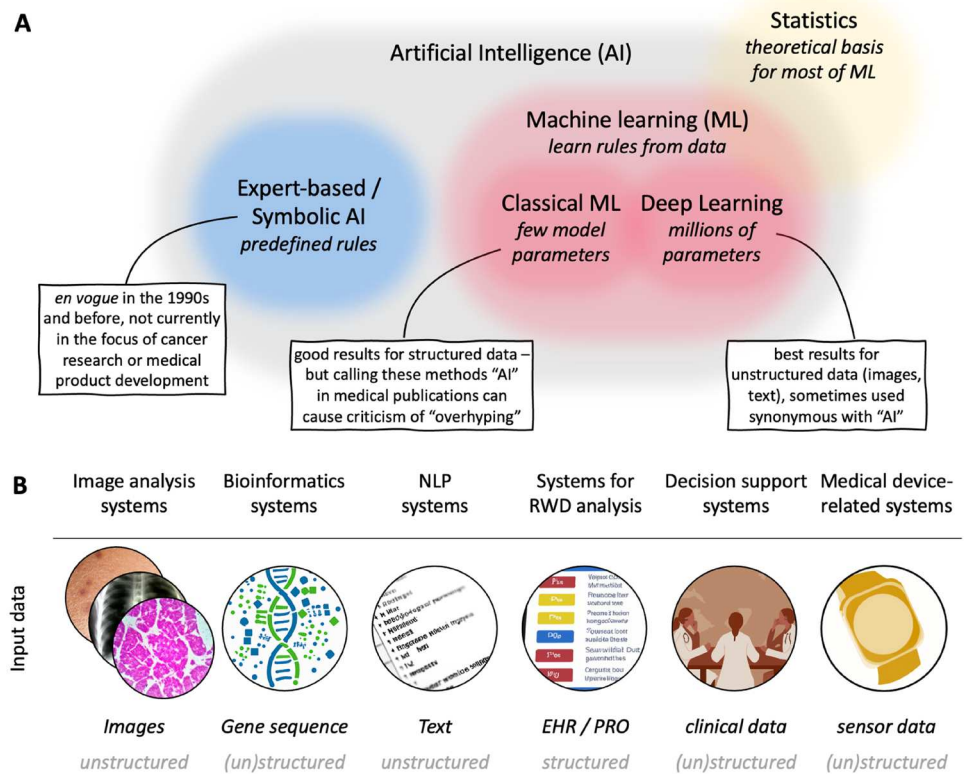 A
Statistics
theoretical basis
for most of ML
Artificial Intelligence (AI)
Machine learning (ML)
learn rules from data
Expert-based /
Symbolic AI
predefined rules
Classical ML
few model
parameters
Deep Learning
millions of
parameters
en vogue in the 1990s
and before, not currently
in the focus of cancer
research or medical
product development
good results for structured data –
but calling these methods “AI”
in medical publications can
cause criticism of “overhyping”
best results for
unstructured data (images,
text), sometimes used
synonymous with “AI”
B
Image analysis
systems
Bioinformatics
systems
NLP
systems
Systems for
RWD analysis
Decision support
systems
Medical device-
related systems
Input data
Images
Gene sequence
Text
EHR / PRO
clinical data
sensor data
unstructured
(un)structured
unstructured
structured
(un)structured
(un)structured